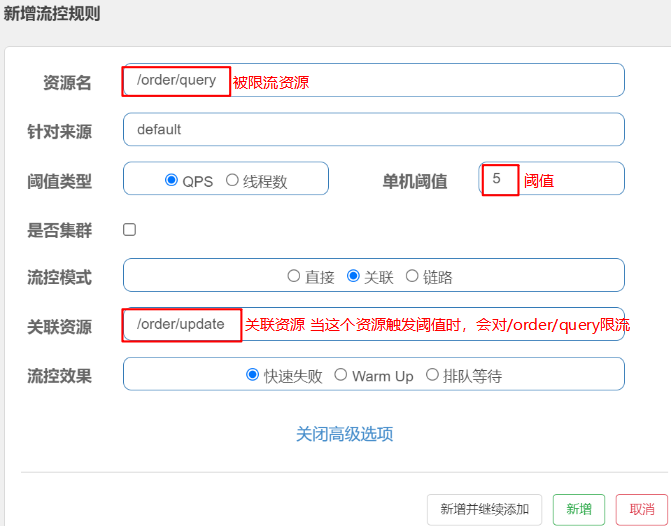 新增流控规则
资源名 /order/query 被限流资源
针对来源 default
阈值类型 QPS 线程数 单机阈值 5 阈值
是否集群
流控模式 直接 关联 链路
关联资源 /order/update 关联资源 当这个资源触发阈值时，会对/order/query限流
流控效果 快速失败 Warm Up 排队等待
关闭高级选项
新增并继续添加 新增 取消